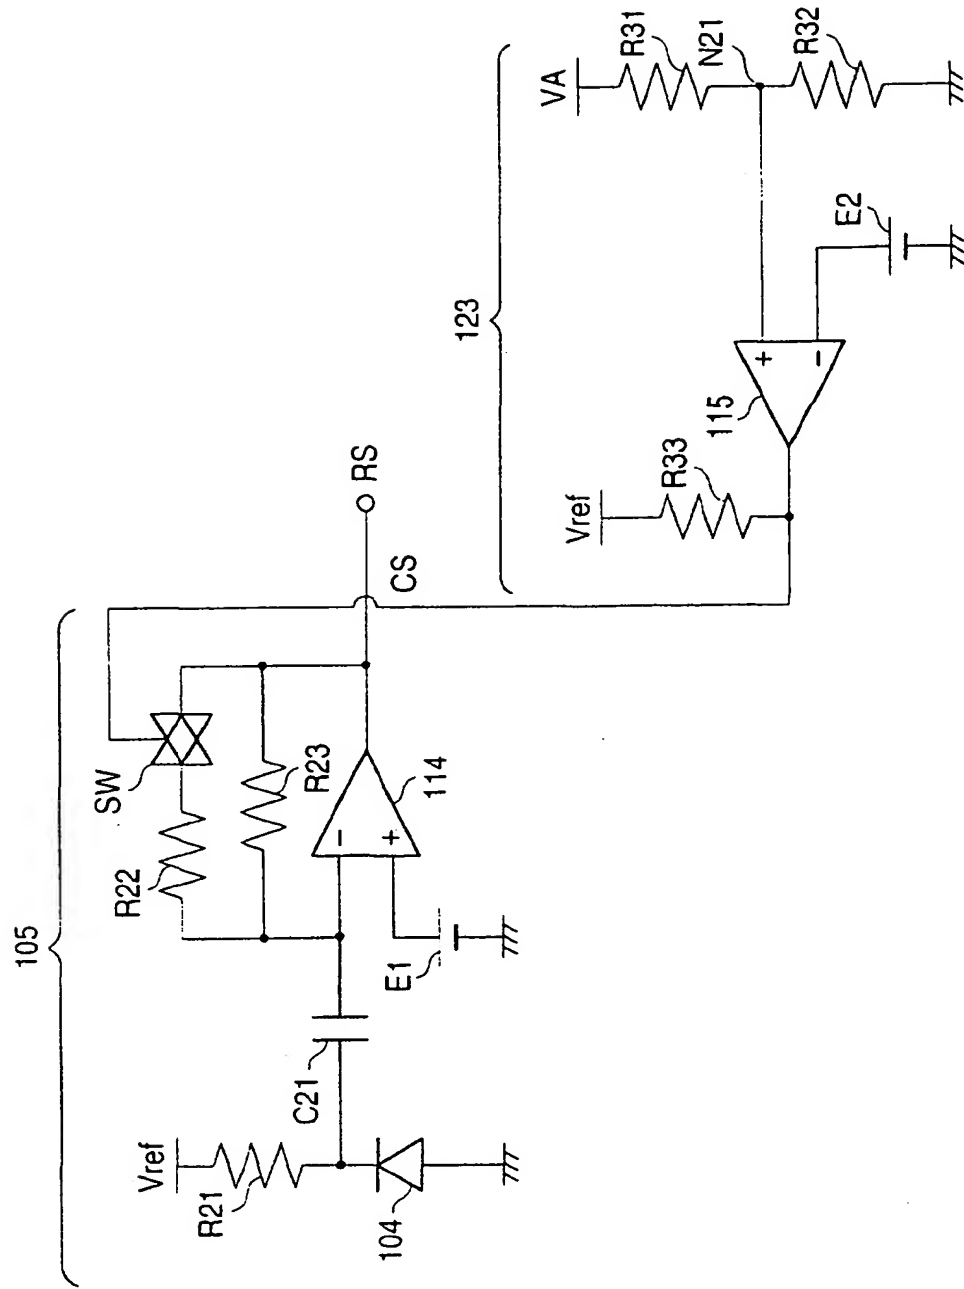 105
Vref
R21
104
C21
R22
SW
R23
-
+
114
E1
CS
RS
123
Vref
R33
115
+
-
E2
VA
R31
N21
R32